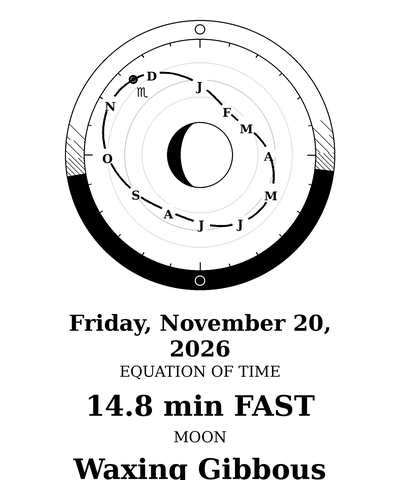 J
D
♏
N
F
M
A
O
M
S
A
J
J
Friday, November 20,
2026
EQUATION OF TIME
14.8 min FAST
MOON
Waxing Gibbous